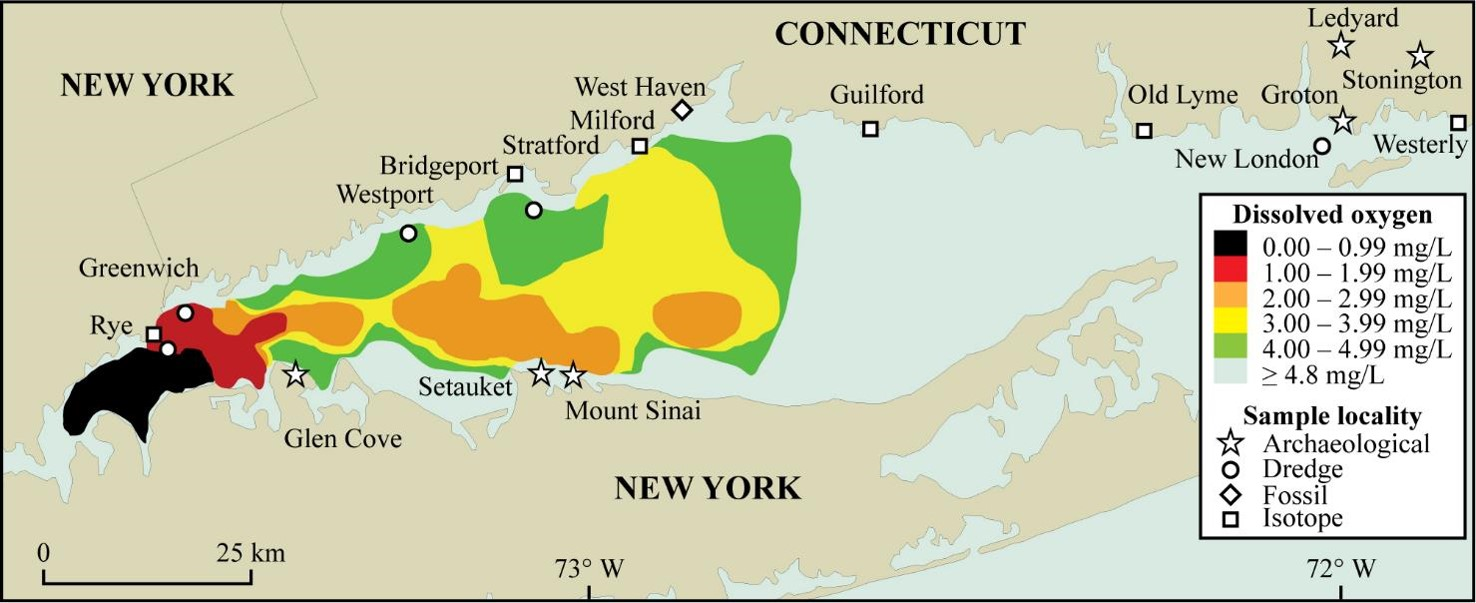 CONNECTICUT
NEW YORK
Ledyard
Stonington
West Haven
Guilford
Old Lyme
Groton
Milford
Stratford
Westerly
New London
Bridgeport
Westport
Greenwich
Rye
Setauket
Mount Sinai
Glen Cove
NEW YORK
Dissolved oxygen
0.00 – 0.99 mg/L
1.00 – 1.99 mg/L
2.00 – 2.99 mg/L
3.00 – 3.99 mg/L
4.00 – 4.99 mg/L
≥ 4.8 mg/L
Sample locality
Archaeological
Dredge
Fossil
Isotope
0 25 km
73° W
72° W